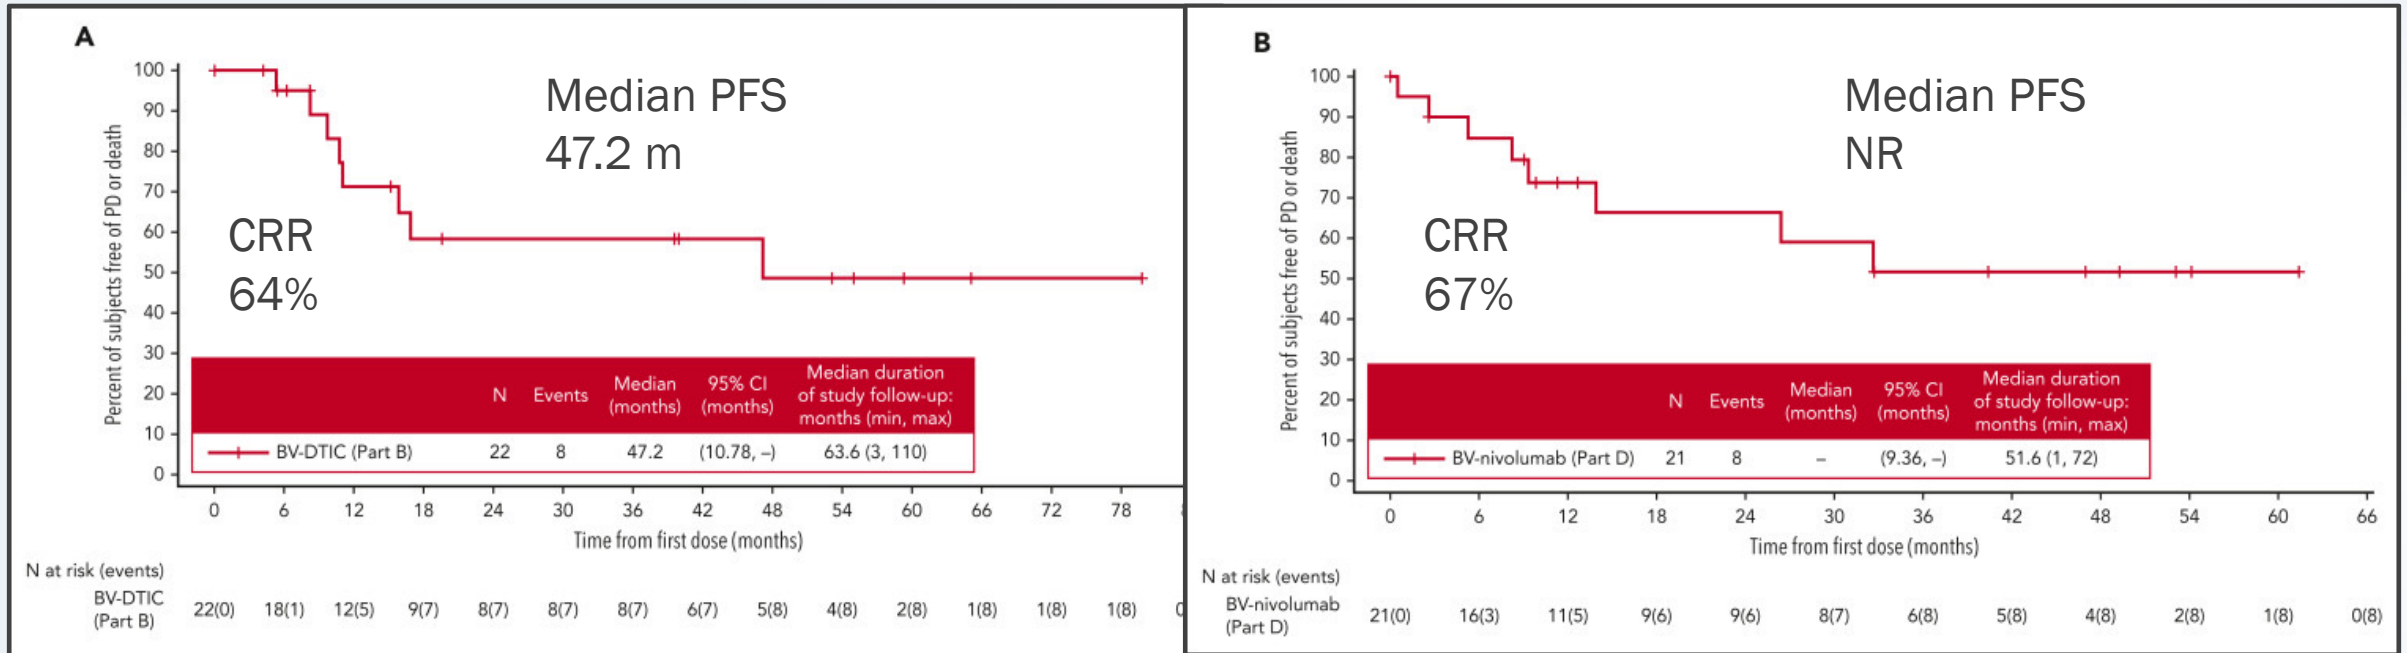 A
Median PFS
47.2 m
CRR
64%
Percent of subjects free of PD or death
100
90
80
70
60
50
40
30
20
10
0
N Events Median (months) 95% CI (months) Median duration of study follow-up: months (min, max)
BV-DTIC (Part B) 22 8 47.2 (10.78, –) 63.6 (3, 110)
0 6 12 18 24 30 36 42 48 54 60 66 72 78
Time from first dose (months)
N at risk (events)
BV-DTIC (Part B) 22(0) 18(1) 12(5) 9(7) 8(7) 8(7) 8(7) 6(7) 5(8) 4(8) 2(8) 1(8) 1(8) 1(8)
B
Median PFS
NR
CRR
67%
Percent of subjects free of PD or death
100
90
80
70
60
50
40
30
20
10
0
N Events Median (months) 95% CI (months) Median duration of study follow-up: months (min, max)
BV-nivolumab (Part D) 21 8 – (9.36, –) 51.6 (1, 72)
0 6 12 18 24 30 36 42 48 54 60 66
Time from first dose (months)
N at risk (events)
BV-nivolumab (Part D) 21(0) 16(3) 11(5) 9(6) 9(6) 8(7) 6(8) 5(8) 4(8) 2(8) 1(8) 0(8)